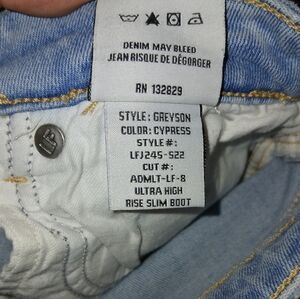 DENIM MAY BLEED
JEAN RISQUE DE DÉGORGER
RN 132829
STYLE: GREYSON
COLOR: CYPRESS
STYLE #:
LFJ245-S22
CUT #:
ADMLT-LF-8
ULTRA HIGH
RISE SLIM BOOT